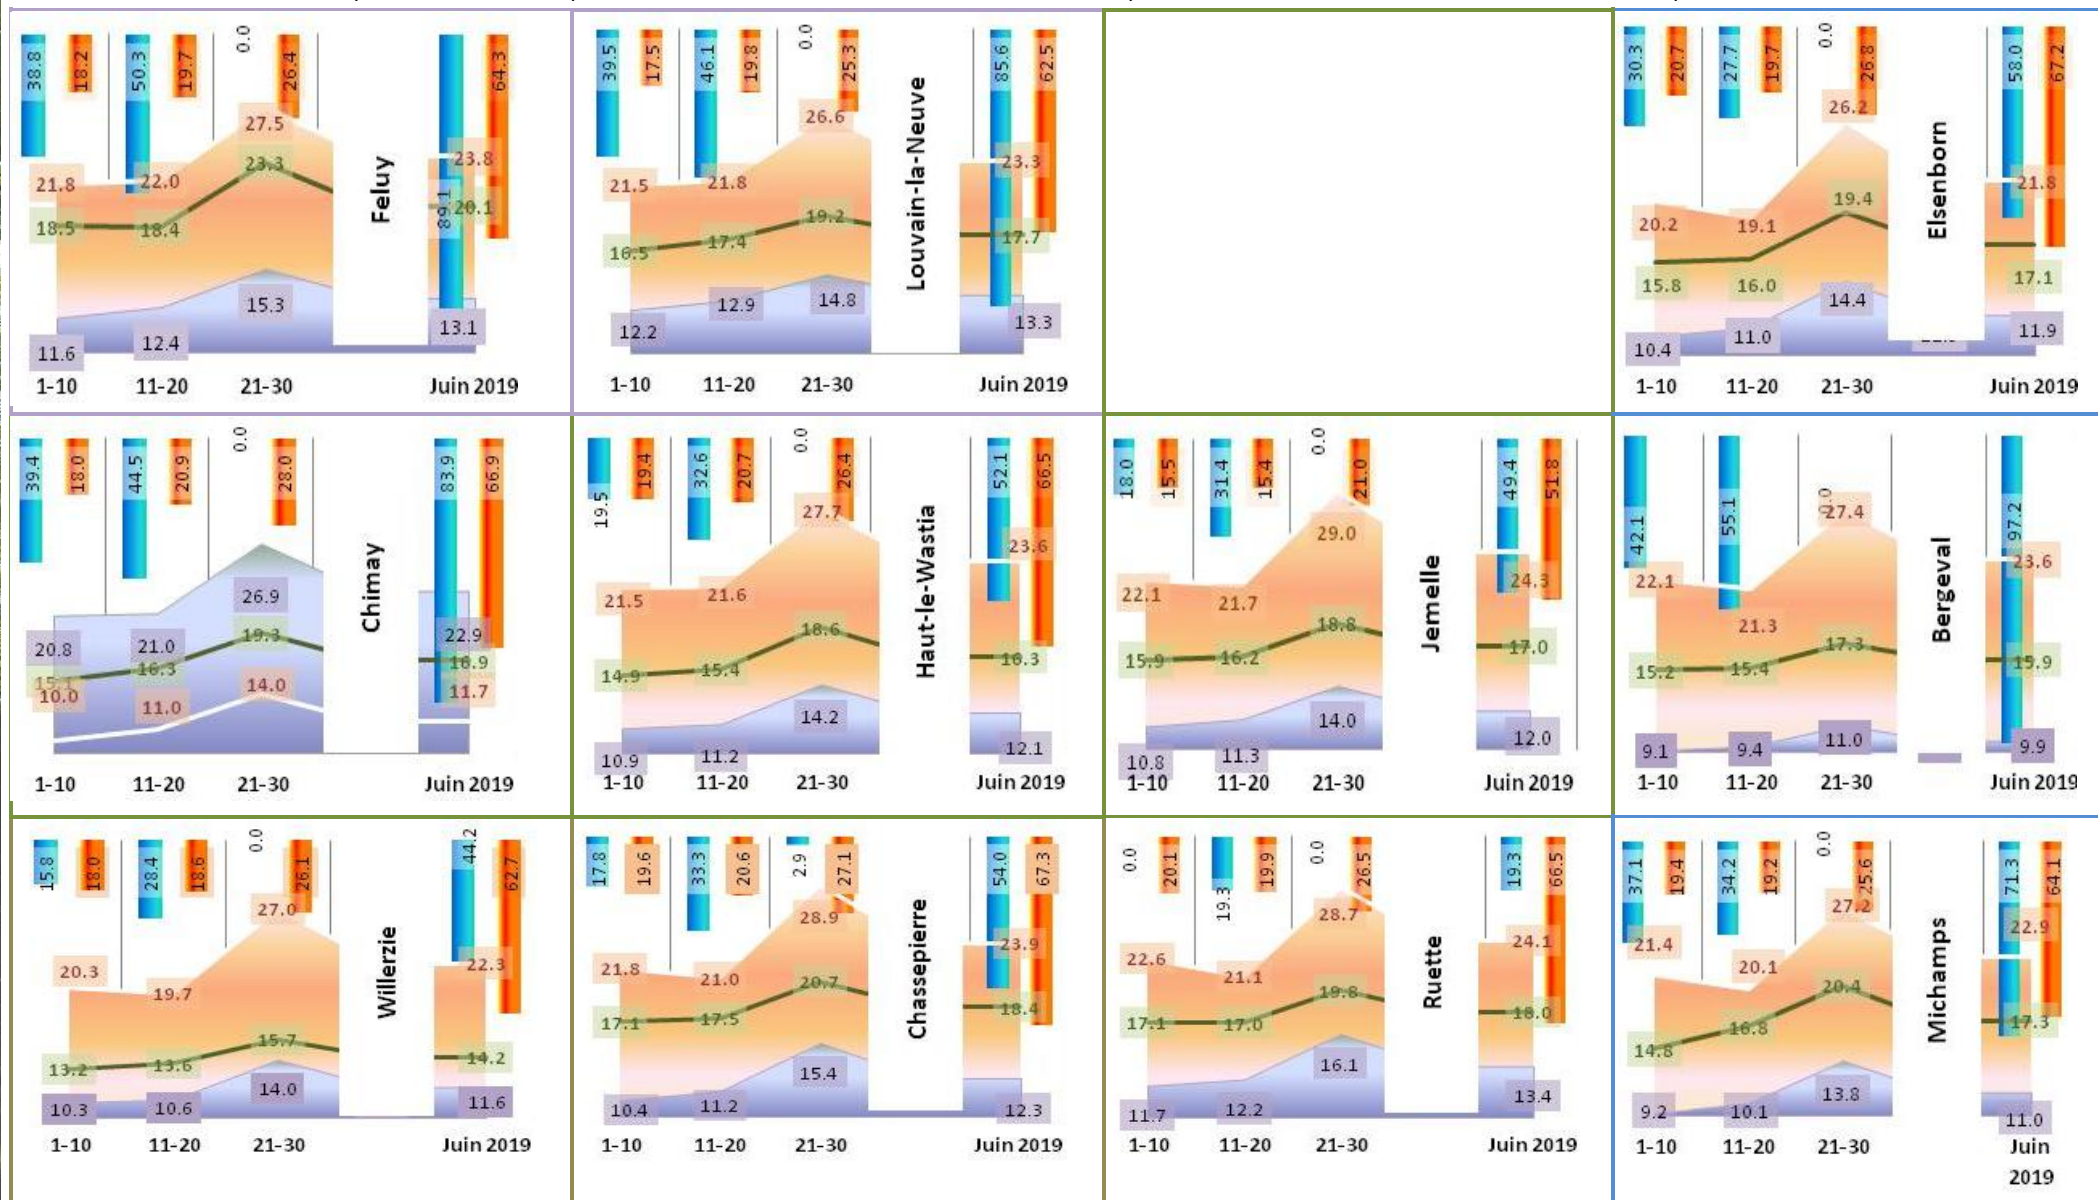 38.8 18.2 50.3 19.7 0.0 26.4 64.3
27.5
23.3
23.8
21.8 22.0
89.1 20.1
18.5 18.4
Feluy
15.3
13.1
12.4
11.6
1-10 11-20 21-30 Juin 2019
39.5 17.5 46.1 19.8 0.0 25.3 85.6 62.5
26.6
23.3
21.5 21.8
19.2
17.7
16.5 17.4
Louvain-la-Neuve
14.8
12.9
13.3
12.2
1-10 11-20 21-30 Juin 2019
30.3 20.7 27.7 19.7 0.0 26.8 58.0 67.2
26.2
21.8
20.2 19.1
19.4
17.1
15.8 16.0
Elsenborn
14.4
11.9
10.4 11.0
1-10 11-20 21-30 Juin 2019
39.4 18.0 44.5 20.9 0.0 28.0 83.9 66.9
26.9
22.9
20.8 21.0
19.3
16.9
15.1 16.3
Chimay
14.0
11.7
10.0 11.0
1-10 11-20 21-30 Juin 2019
19.5 19.4 32.6 20.7 0.0 26.4 52.1 66.5
27.7
23.6
21.5 21.6
18.6
16.3
14.9 15.4
Haut-le-Wastia
14.2
12.1
10.9 11.2
1-10 11-20 21-30 Juin 2019
18.0 15.5 31.4 15.4 0.0 21.0 49.4 51.8
29.0
24.3
22.1 21.7
18.8
17.0
15.9 16.2
Jemelle
14.0
12.0
10.8 11.3
1-10 11-20 21-30 Juin 2019
42.1 55.1 0.0 97.2
27.4
23.6
22.1
21.3
17.3
15.9
15.2 15.4
Bergeval
11.0
9.1 9.4 9.9
1-10 11-20 21-30 Juin 2019
15.8 18.0 28.4 18.6 0.0 26.1 44.2 62.7
27.0
22.3
20.3 19.7
15.7
14.2
13.2 13.6
Willerzie
14.0
11.6
10.3 10.6
1-10 11-20 21-30 Juin 2019
17.8 19.6 33.3 20.6 2.9 27.1 54.0 67.3
28.9
23.9
21.8 21.0
20.7
18.4
17.1 17.5
Chassepierre
15.4
12.3
10.4 11.2
1-10 11-20 21-30 Juin 2019
0.0 20.1 19.3 19.9 0.0 26.5 19.3 66.5
28.7
24.1
22.6 21.1
19.8
18.0
17.1 17.0
Ruette
16.1
13.4
11.7 12.2
1-10 11-20 21-30 Juin 2019
37.1 19.4 34.2 19.2 0.0 25.6 71.3 64.1
27.2
22.9
21.4 20.1
20.4
17.3
14.8 16.8
Michamps
13.8
11.0
9.2 10.1
1-10 11-20 21-30 Juin
2019